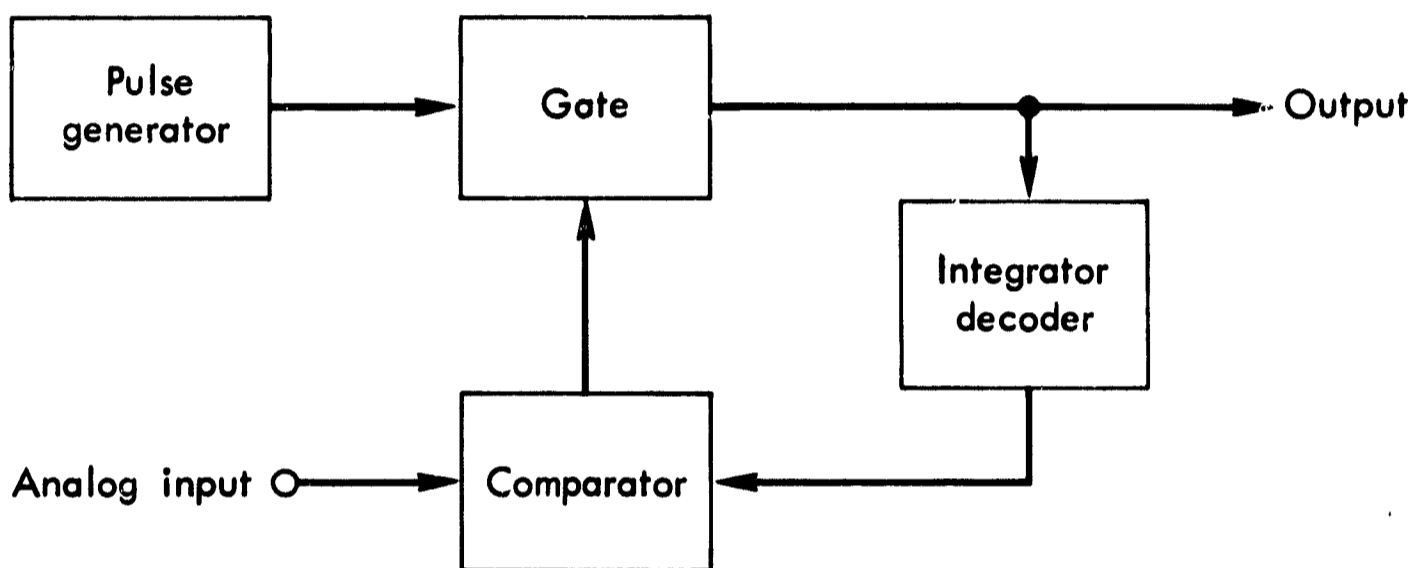 Pulse
generator
Gate
Output
Integrator
decoder
Analog input
Comparator